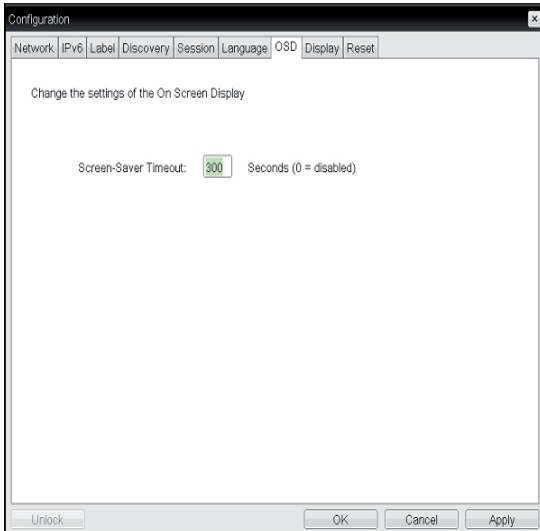 Configuration
Network IPv6 Label Discovery Session Language OSD Display Reset
Change the settings of the On Screen Display
Screen-Saver Timeout: 300 Seconds (0 = disabled)
Unlock OK Cancel Apply